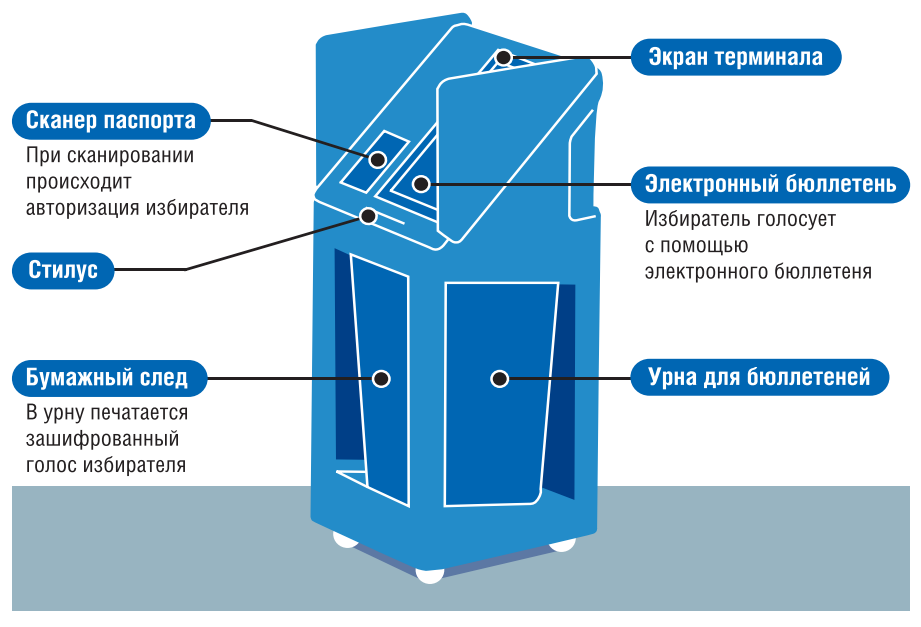 Экран терминала
Сканер паспорта
При сканировании
происходит
авторизация избирателя
Электронный бюллетень
Избиратель голосует
с помощью
электронного бюллетеня
Стилус
Бумажный след
В урну печатается
зашифрованный
голос избирателя
Урна для бюллетеней